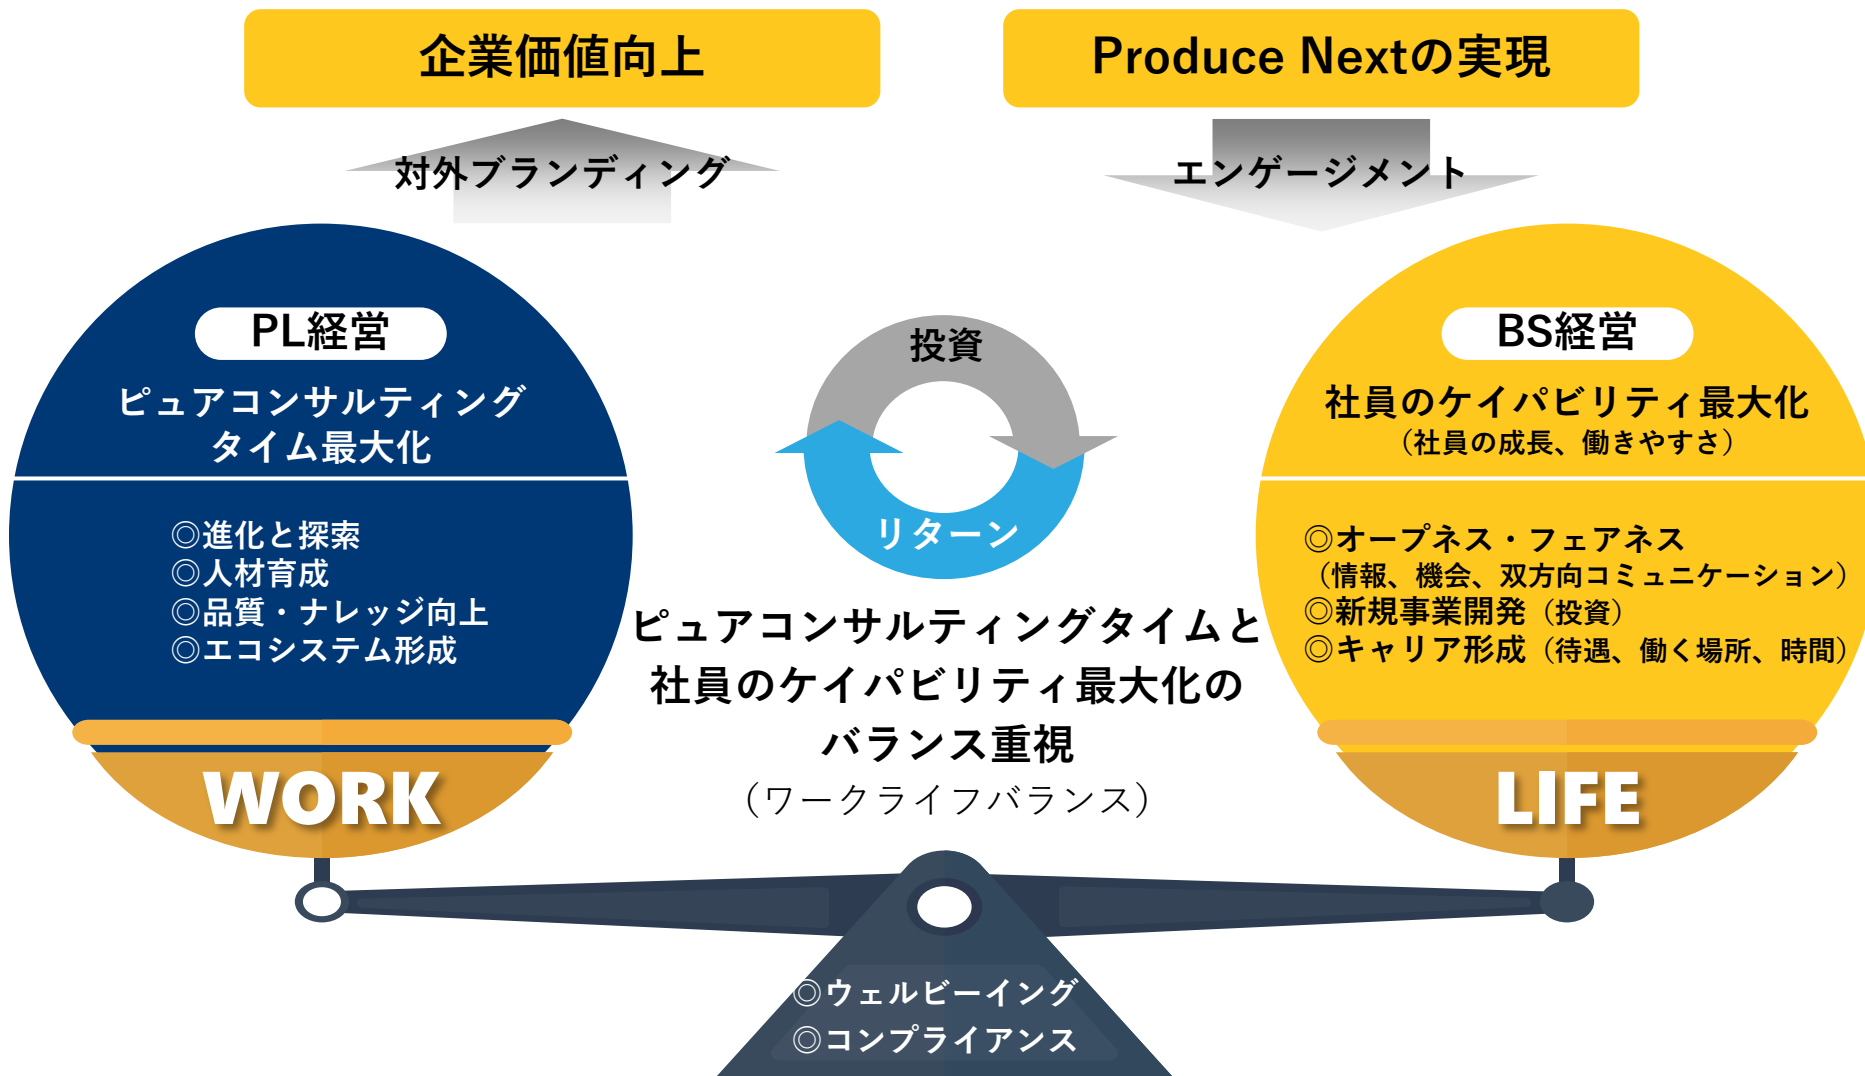 企業価値向上
Produce Nextの実現
対外ブランディング
エンゲージメント
PL経営
ピュアコンサルティング
タイム最大化
◎進化と探索
◎人材育成
◎品質・ナレッジ向上
◎エコシステム形成
WORK
投資
リターン
ピュアコンサルティングタイムと
社員のケイパビリティ最大化の
バランス重視
（ワークライフバランス）
BS経営
社員のケイパビリティ最大化
（社員の成長、働きやすさ）
◎オープネス・フェアネス
（情報、機会、双方向コミュニケーション）
◎新規事業開発（投資）
◎キャリア形成（待遇、働く場所、時間）
LIFE
◎ウェルビーイング
◎コンプライアンス